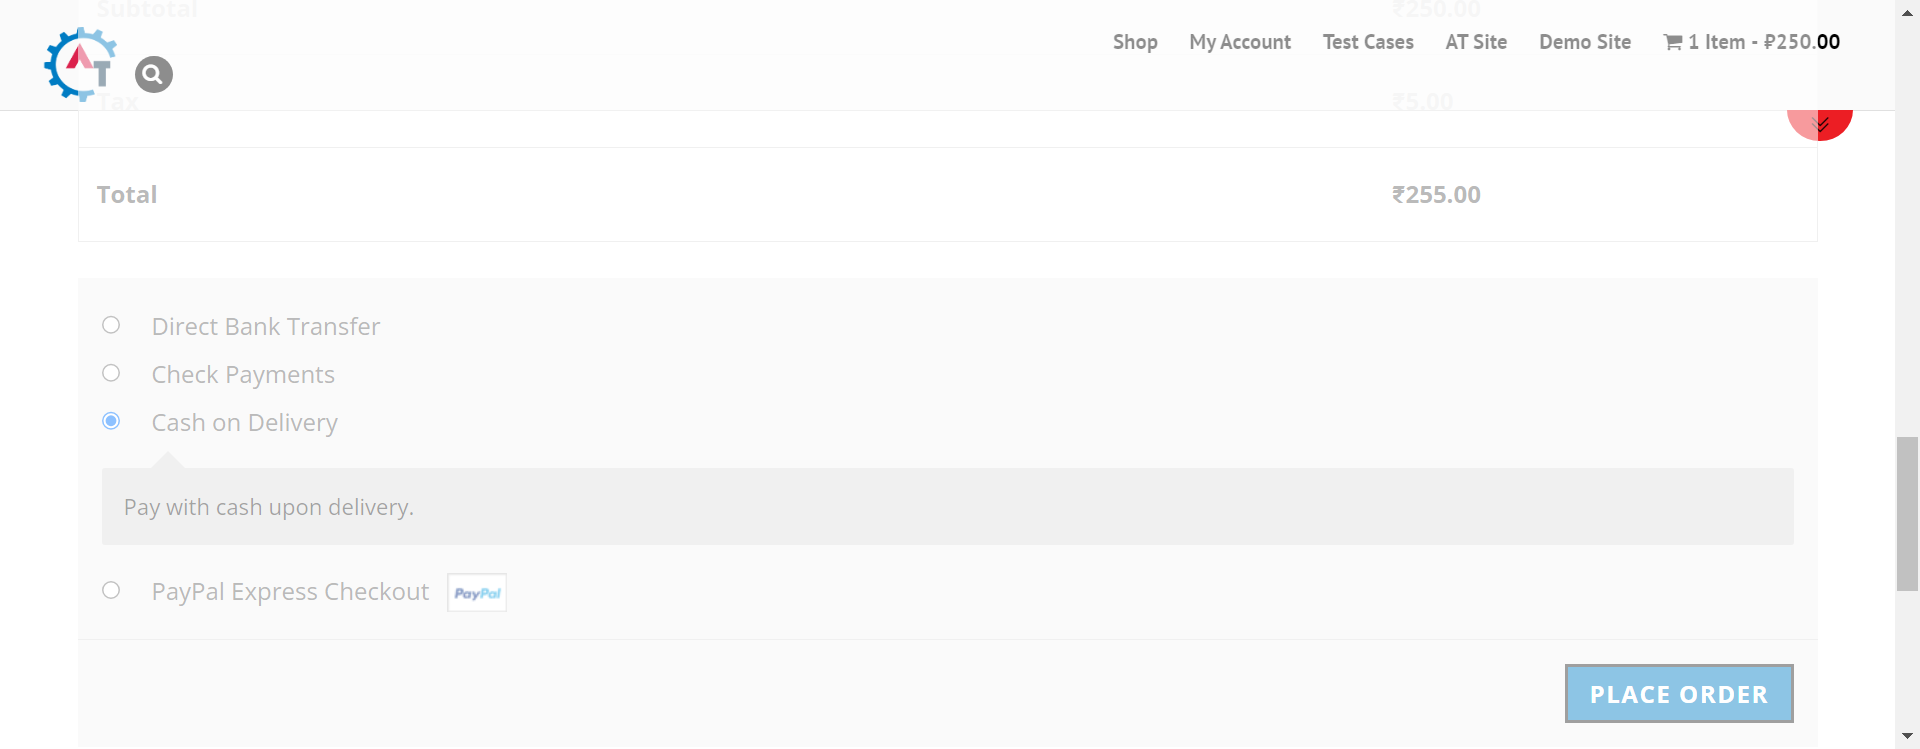 Subtotal ₹250.00
AT
Shop My Account Test Cases AT Site Demo Site 1 Item - ₽250.00
Tax ₹5.00
Total ₹255.00
Direct Bank Transfer
Check Payments
Cash on Delivery
Pay with cash upon delivery.
PayPal Express Checkout PayPal
PLACE ORDER